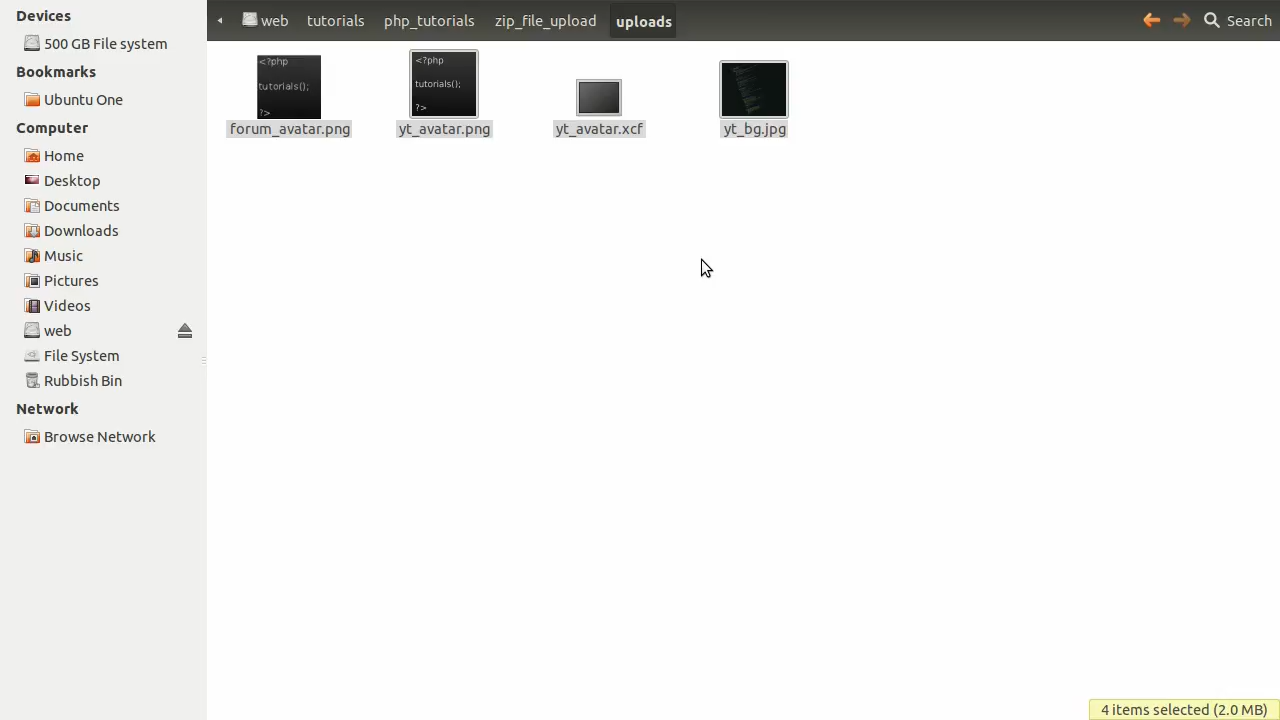 Devices
500 GB File system
Bookmarks
Ubuntu One
Computer
Home
Desktop
Documents
Downloads
Music
Pictures
Videos
web
File System
Rubbish Bin
Network
Browse Network
web tutorials php_tutorials zip_file_upload uploads Search
<?php
tutorials();
?>
forum_avatar.png
<?php
tutorials();
?>
yt_avatar.png
yt_avatar.xcf
yt_bg.jpg
4 items selected (2.0 MB)